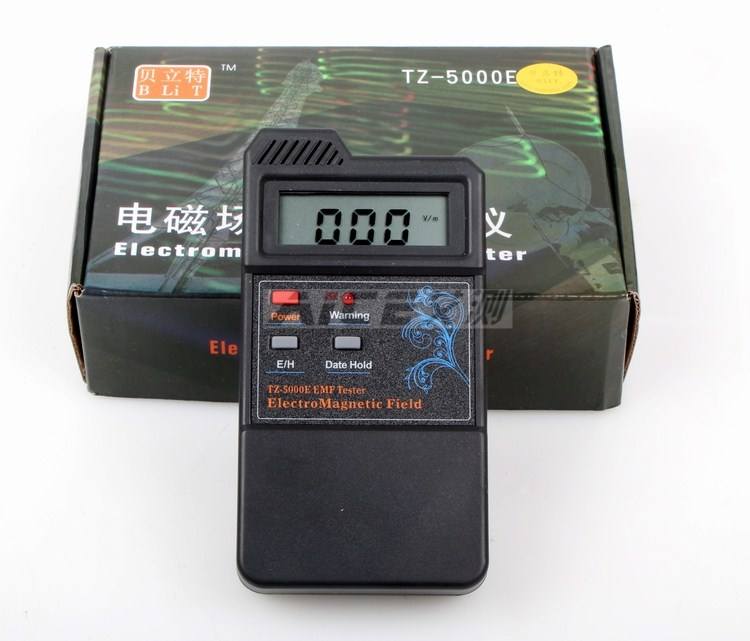 贝立特 ™
B Li T
TZ-5000E
电磁场 仪
Electrom ter
000 V/m
Power Warning
E/H Date Hold
TZ-5000E EMF Tester
ElectroMagnetic Field
Ele er